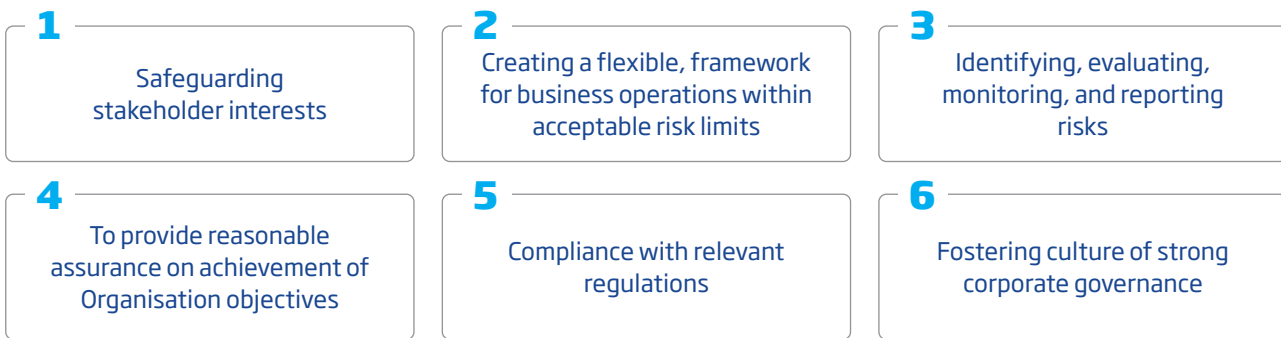 1
Safeguarding
stakeholder interests
2
Creating a flexible, framework
for business operations within
acceptable risk limits
3
Identifying, evaluating,
monitoring, and reporting
risks
4
To provide reasonable
assurance on achievement of
Organisation objectives
5
Compliance with relevant
regulations
6
Fostering culture of strong
corporate governance